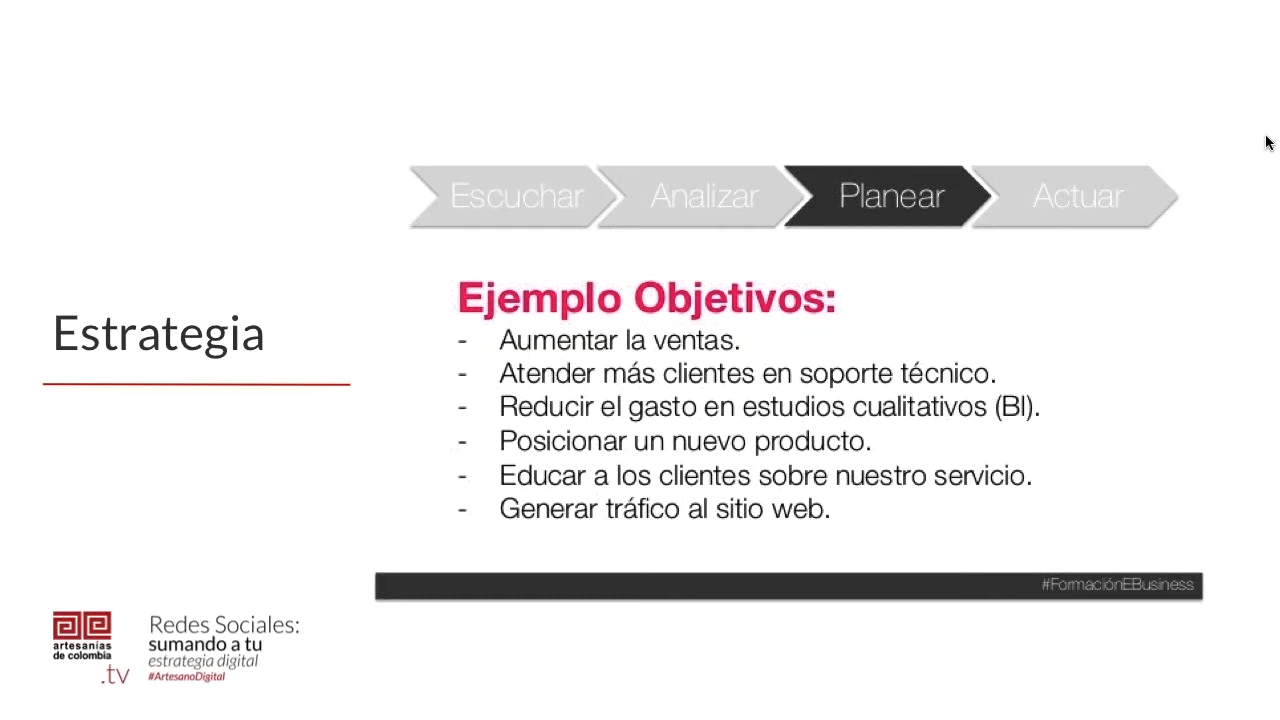 Escuchar Analizar Planear Actuar
Estrategia
Ejemplo Objetivos:
- Aumentar la ventas.
- Atender más clientes en soporte técnico.
- Reducir el gasto en estudios cualitativos (BI).
- Posicionar un nuevo producto.
- Educar a los clientes sobre nuestro servicio.
- Generar tráfico al sitio web.
#FormaciónEBusiness
artesanías
de colombia
.tv
Redes Sociales:
sumando a tu
estrategia digital
#ArtesanoDigital